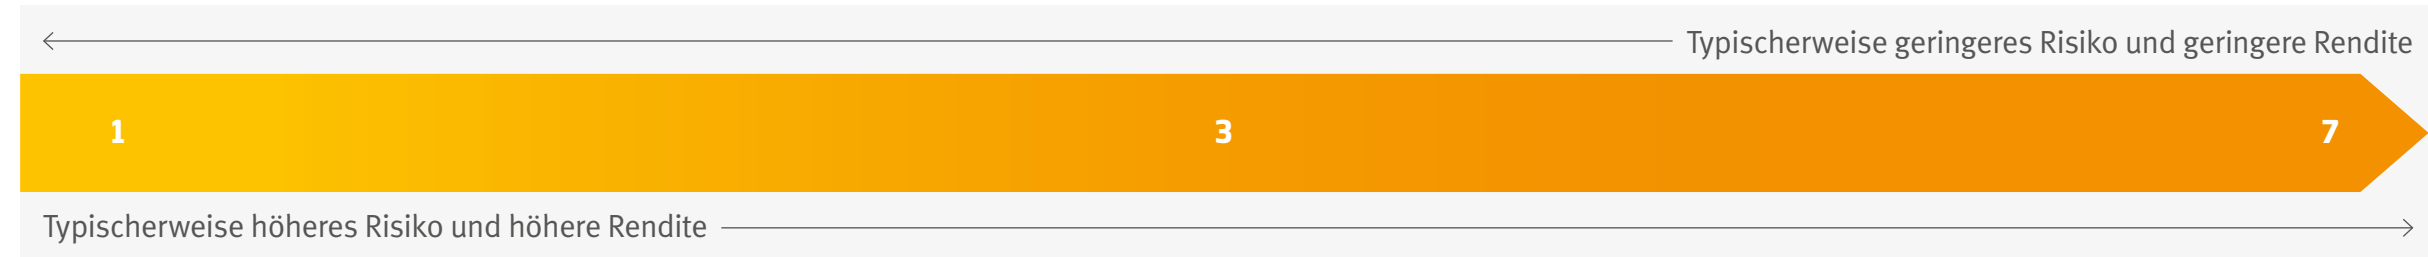 Typischerweise geringeres Risiko und geringere Rendite
1 3 7
Typischerweise höheres Risiko und höhere Rendite